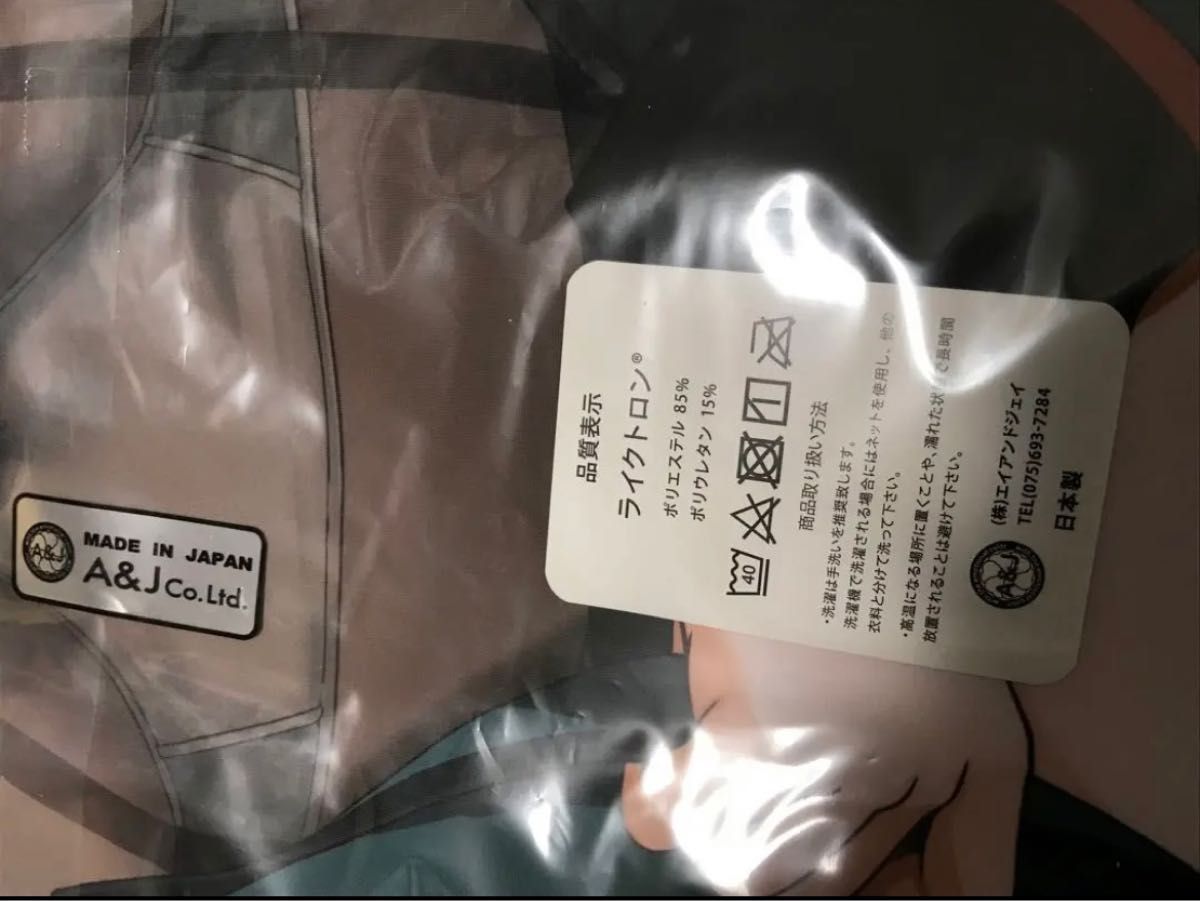 MADE IN JAPAN
A&J Co.Ltd.
A&J
品質表示
ライクトロン®
ポリエステル 85%
ポリウレタン 15%
40
商品取り扱い方法
・洗濯は手洗いを推奨致します。
洗濯機で洗濯される場合にはネットを使用し、他の
衣料と分けて洗って下さい。
・高温になる場所に置くことや、濡れた状 で長時間
放置されることは避けて下さい。
(株)エイアンドジェイ
TEL(075)693-7284
A&J
日本製